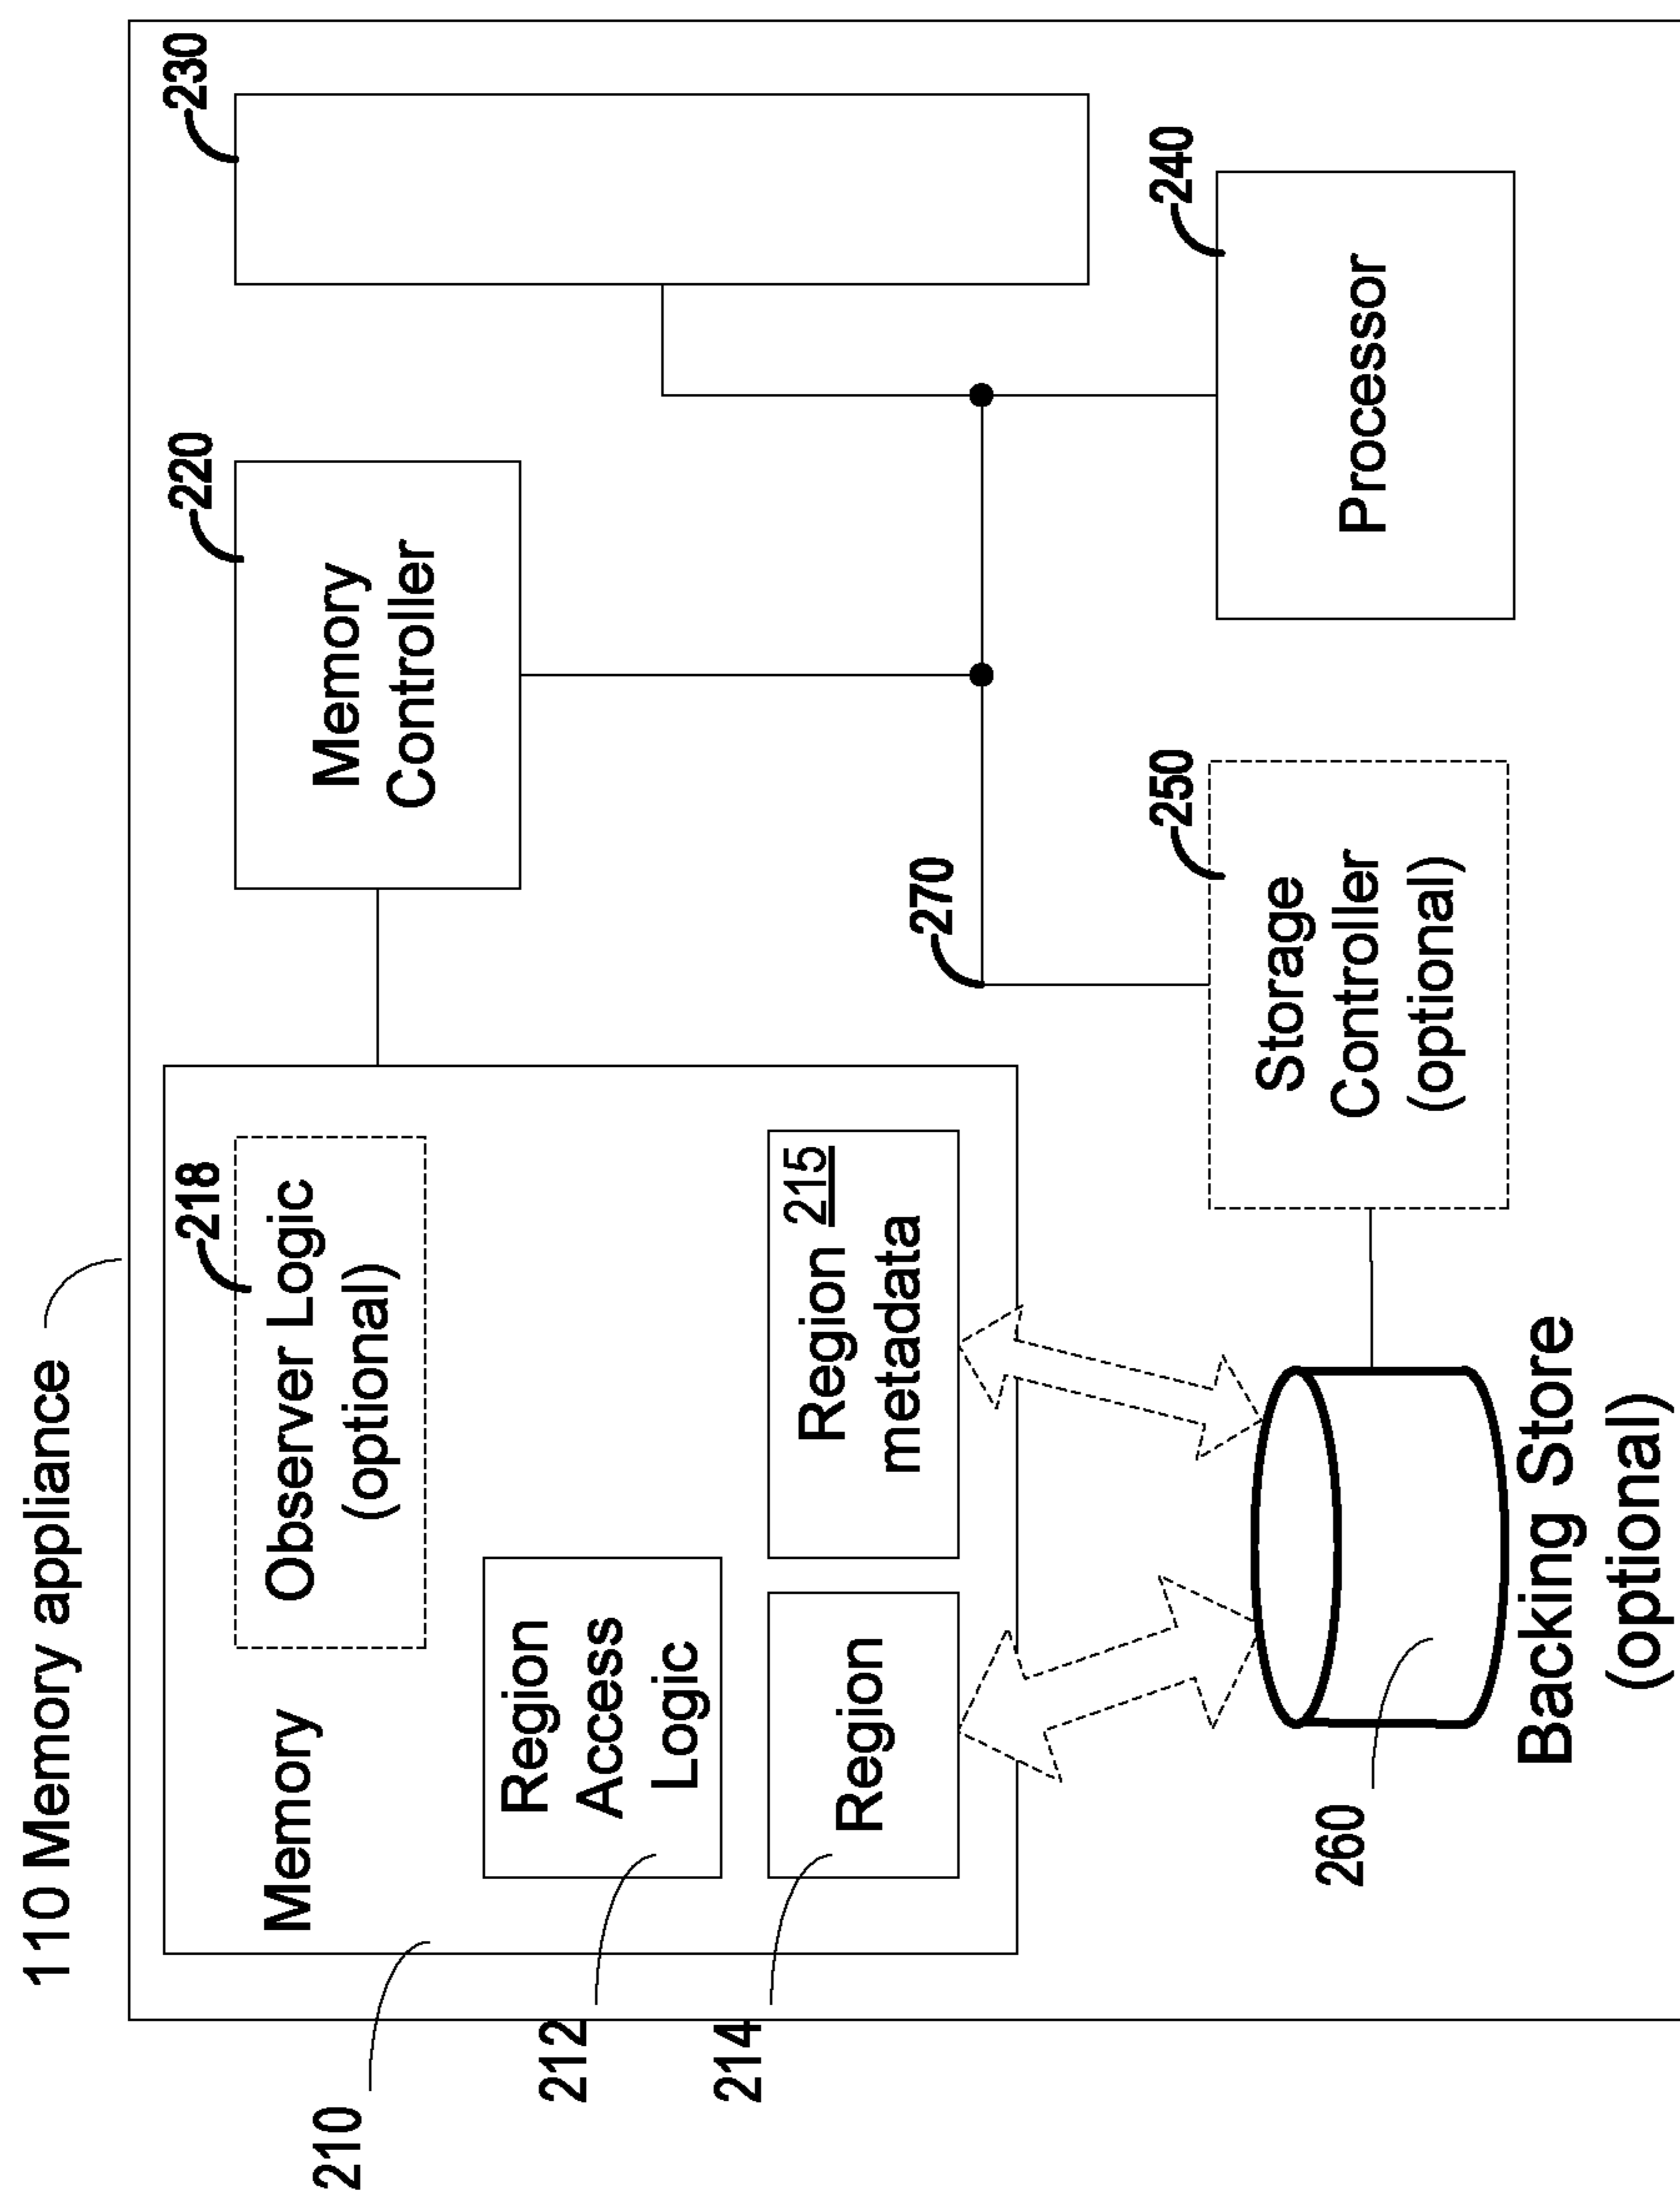 110 Memory appliance
210
Memory
218
Observer Logic
(optional)
212
Region
Access
Logic
214
Region
Region 215
metadata
220
Memory
Controller
230
270
240
Processor
250
Storage
Controller
(optional)
260
Backing Store
(optional)